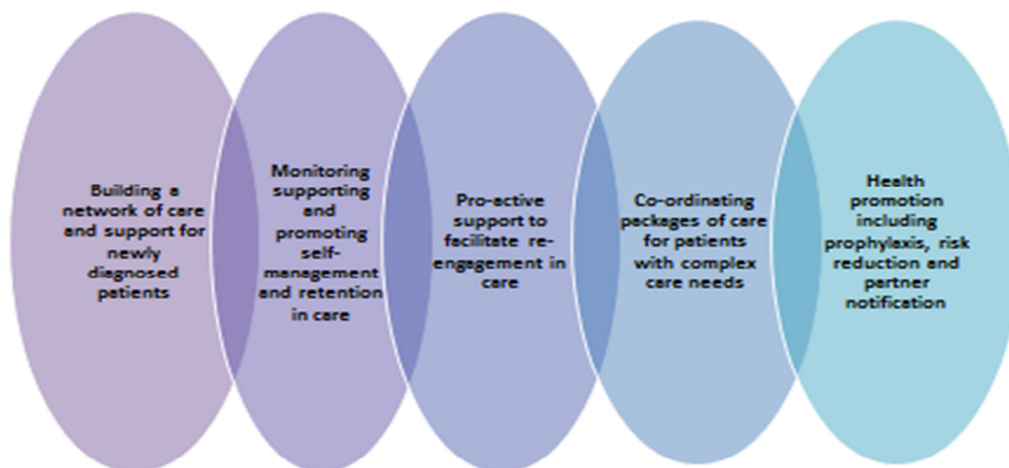 Building a
network of care
and support for
newly
diagnosed
patients
Monitoring
supporting
and
promoting
self-
management
and retention
in care
Pro-active
support to
facilitate re-
engagement in
care
Co-ordinating
packages of care
for patients
with complex
care needs
Health
promotion
including
prophylaxis, risk
reduction and
partner
notification